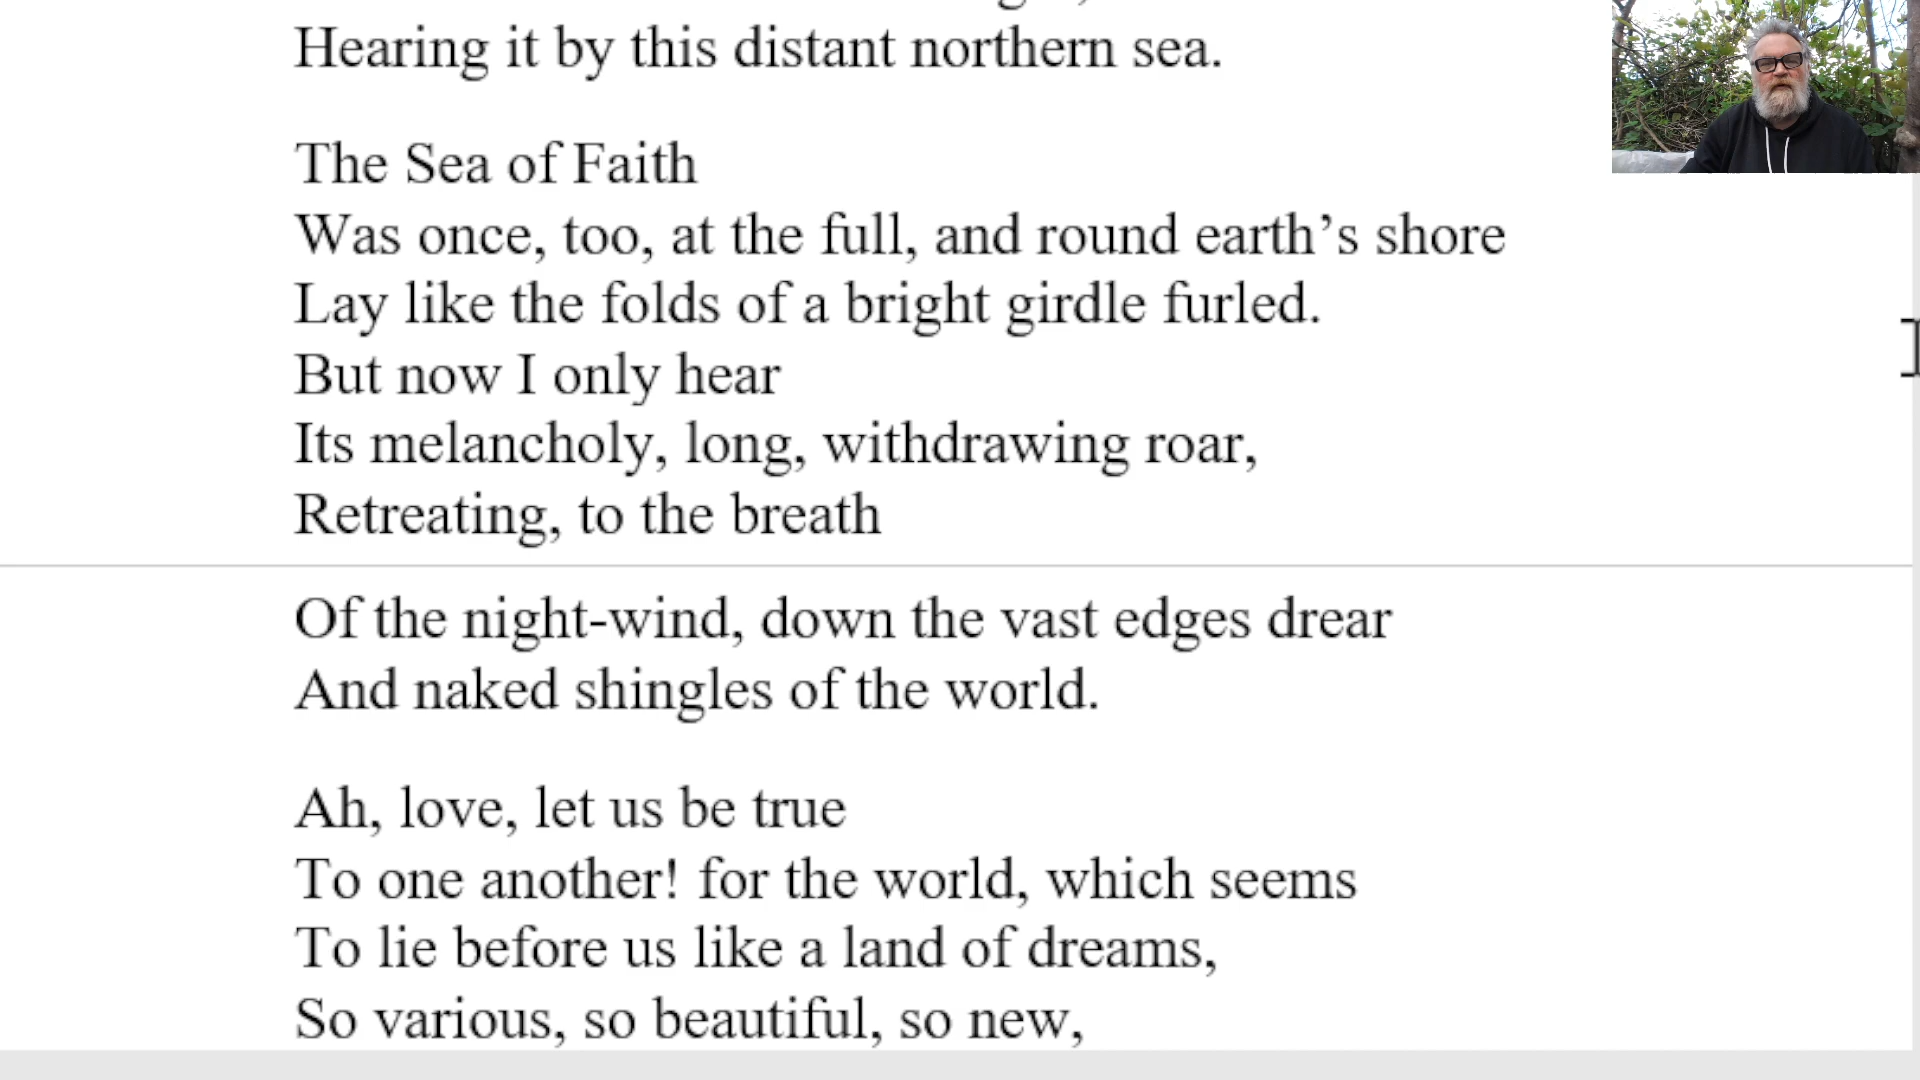 Hearing it by this distant northern sea.
The Sea of Faith
Was once, too, at the full, and round earth’s shore
Lay like the folds of a bright girdle furled.
But now I only hear
Its melancholy, long, withdrawing roar,
Retreating, to the breath
Of the night-wind, down the vast edges drear
And naked shingles of the world.
Ah, love, let us be true
To one another! for the world, which seems
To lie before us like a land of dreams,
So various, so beautiful, so new,